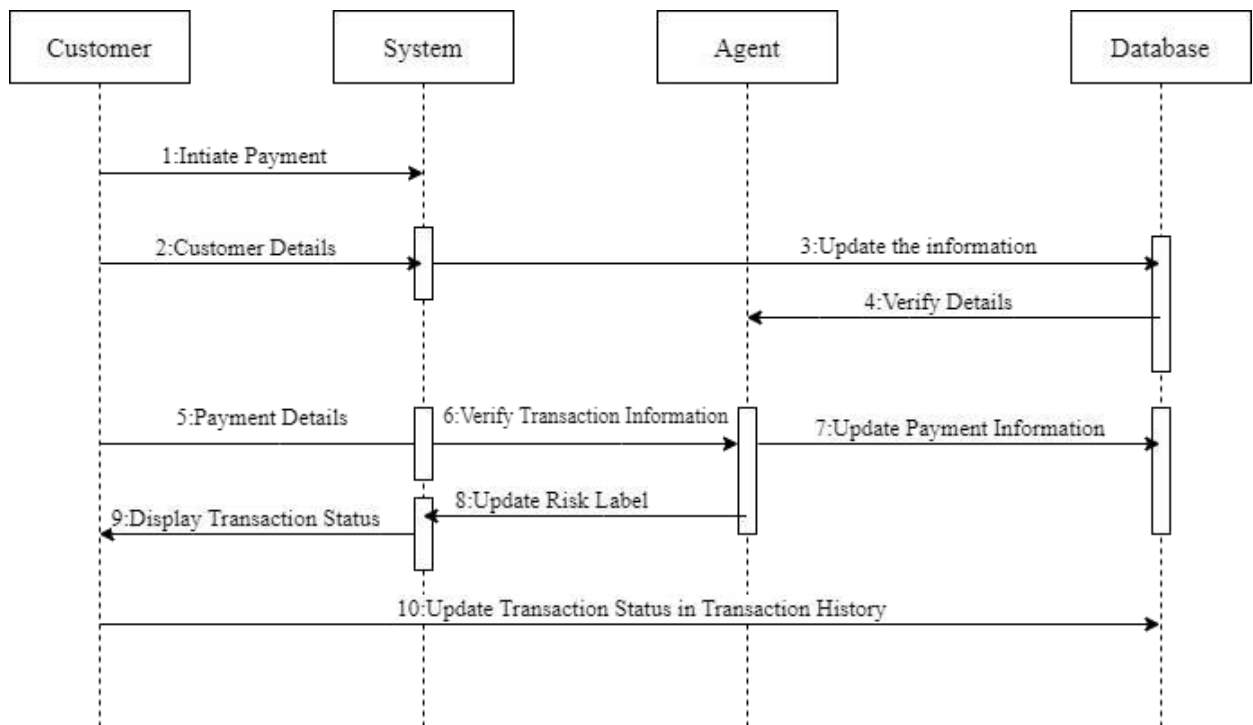 Customer
System
Agent
Database
1:Intiate Payment
2:Customer Details
3:Update the information
4:Verify Details
5:Payment Details
6:Verify Transaction Information
7:Update Payment Information
8:Update Risk Label
9:Display Transaction Status
10:Update Transaction Status in Transaction History